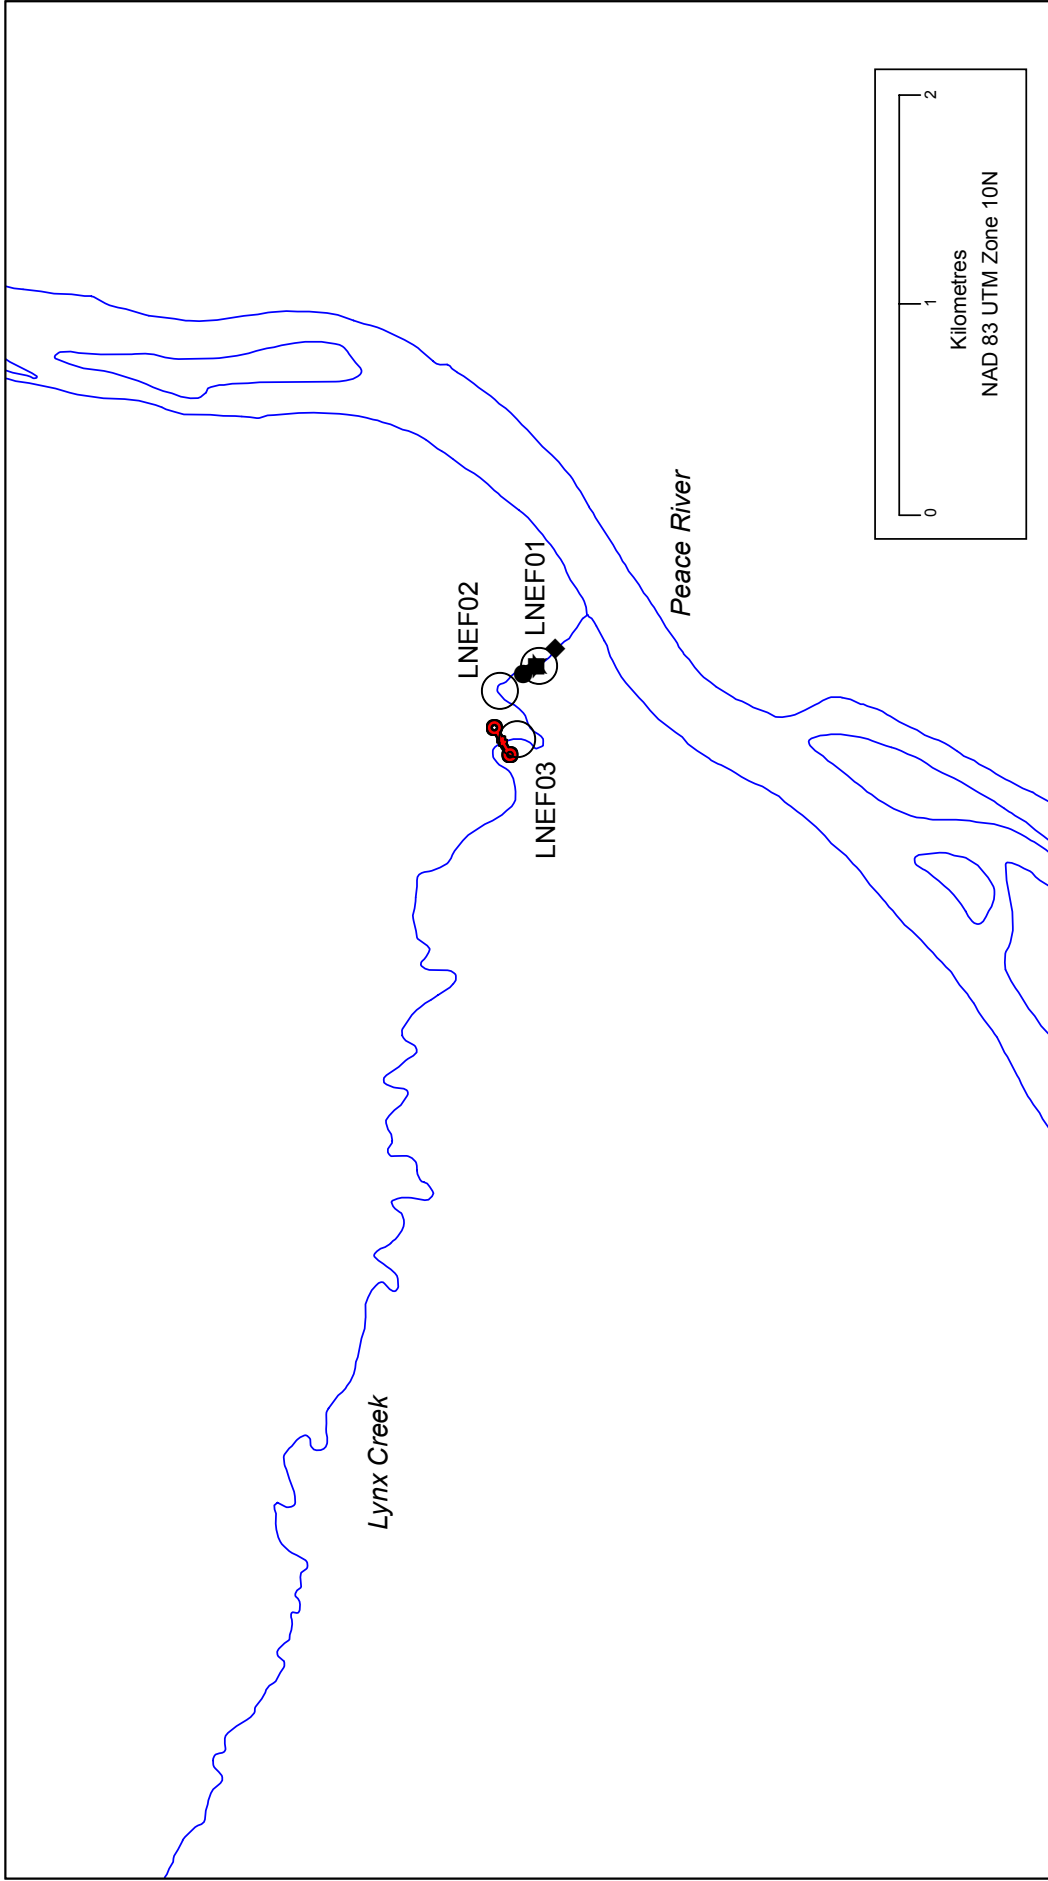 Lynx Creek
LNEF03
LNEF02
LNEF01
Peace River
0 1 2
Kilometres
NAD 83 UTM Zone 10N